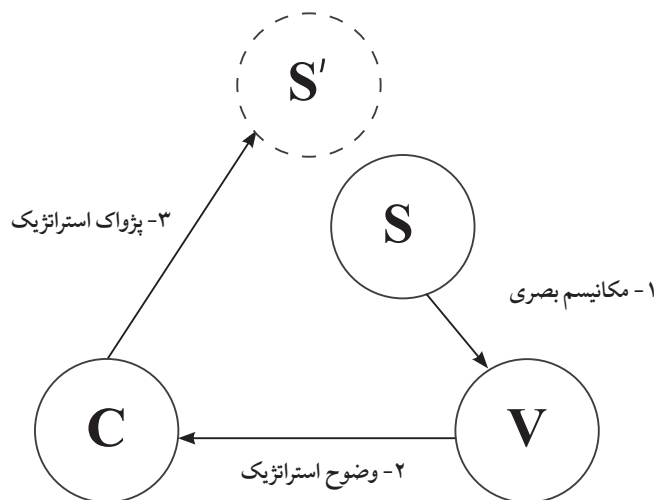 S′
S
۳- پژواک استراتژیک
۱- مکانیسم بصری
C
V
۲- وضوح استراتژیک